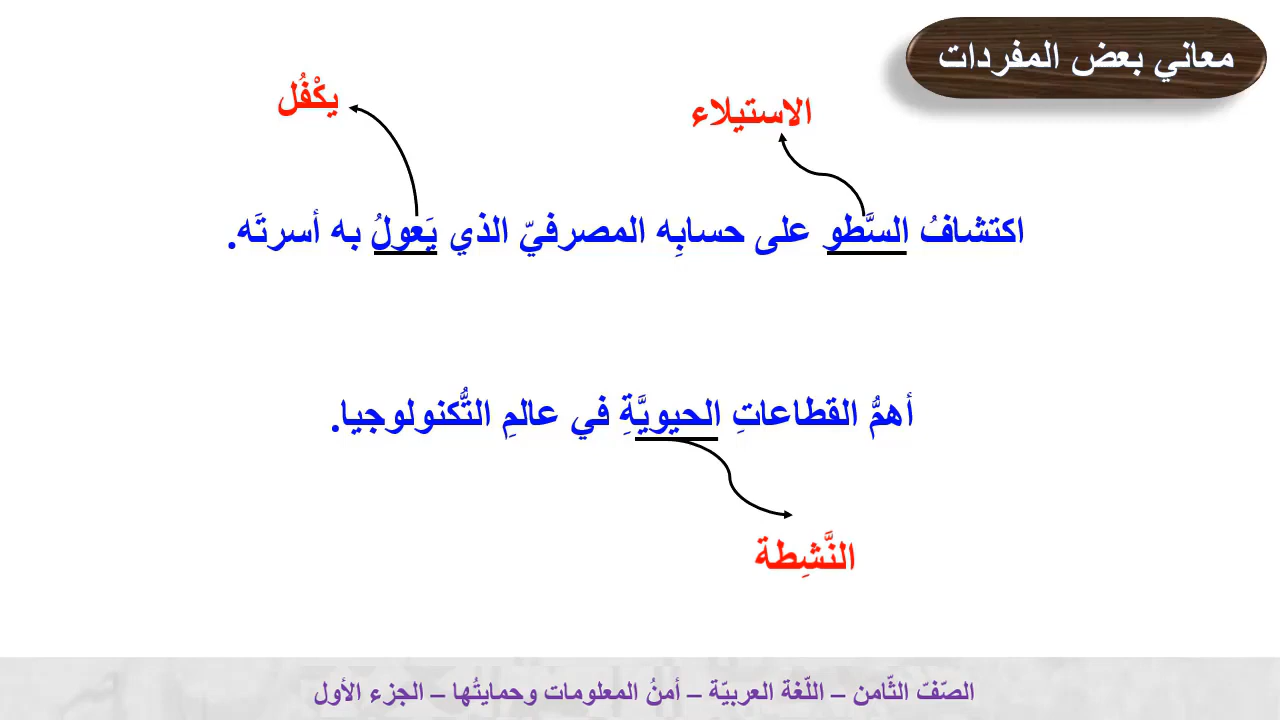 معاني بعض المفردات
الاستيلاء
يكْفُل
اكتشافُ السَّطو على حسابِه المصرفيّ الذي يَعولُ به أسرتَه.
أهمُّ القطاعاتِ الحيويَّةِ في عالمِ التُّكنولوجيا.
النَّشِطة
الصّفّ الثّامن – اللّغة العربيّة – أمنُ المعلومات وحمايتُها – الجزء الأول